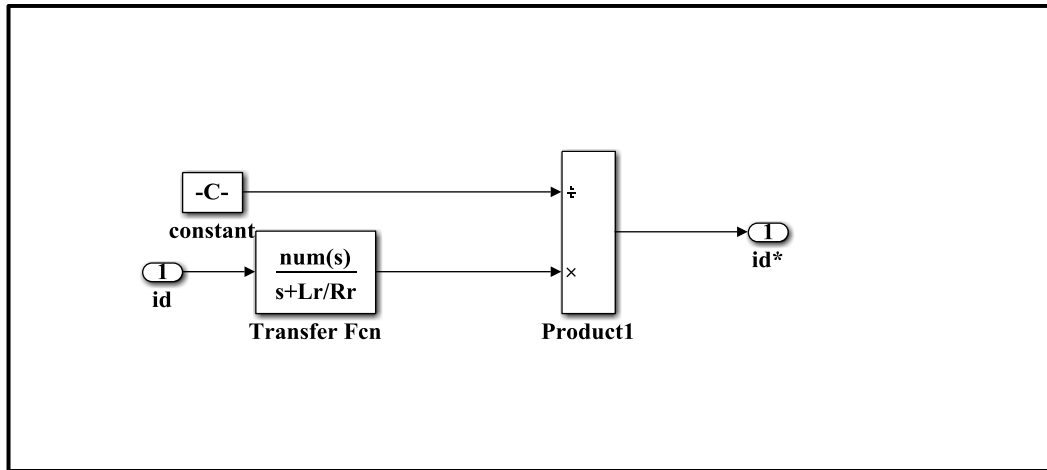 -C-
÷
constant
1
id
num(s)
s+Lr/Rr
Transfer Fcn
×
Product1
1
id*